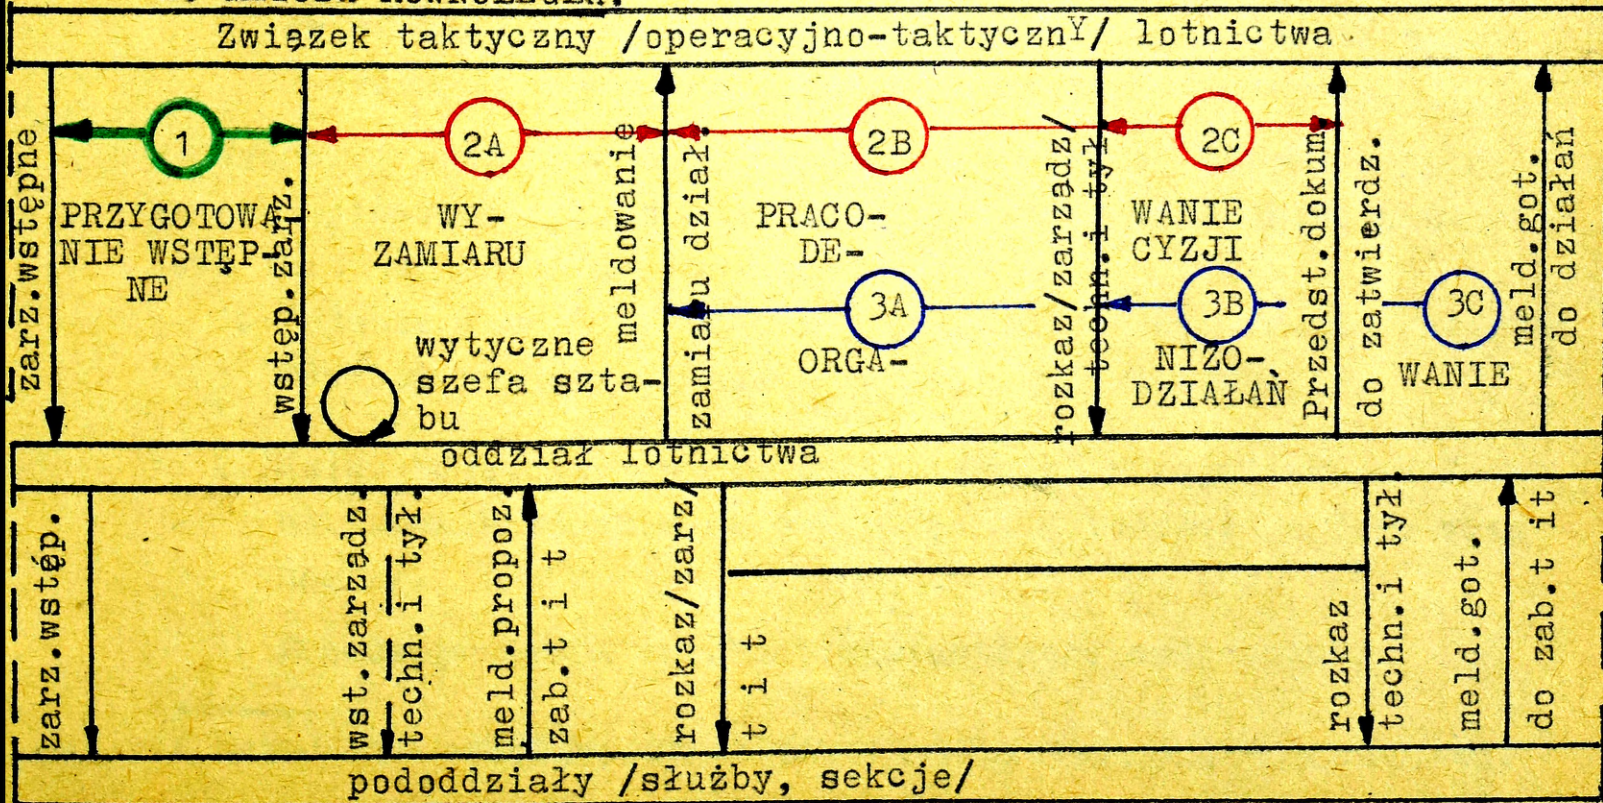 Związek taktyczny /operacyjno-taktycznY/ lotnictwa
zarz.wstępne
1
PRZYGOTOWA
NIE WSTĘP-
NE
wstęp.zarz.
2A
WY-
ZAMIARU
wytyczne
szefa szta-
bu
meldowanie
zamiaru dział.
2B
PRACO-
DE-
3A
ORGA-
rozkaz/zarządz/
techn.i tył.
2C
WANIE
CYZJI
3B
NIZO-
DZIAŁAŃ
Przedst.dokum
do zatwierdz.
3C
WANIE
meld.got.
do działań
oddział lotnictwa
zarz.wstęp.
wst.zarządz.
techn.i tył.
meld.propoz.
zab.t i t
rozkaz/zarz/
t i t
rozkaz
techn.i tył.
meld.got.
do zab.t it
pododdziały /służby, sekcje/